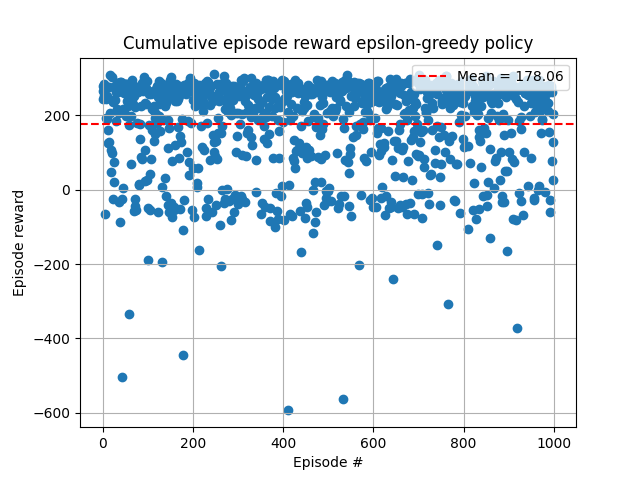 Cumulative episode reward epsilon-greedy policy
Mean = 178.06
Episode reward
200
0
−200
−400
−600
0 200 400 600 800 1000
Episode #